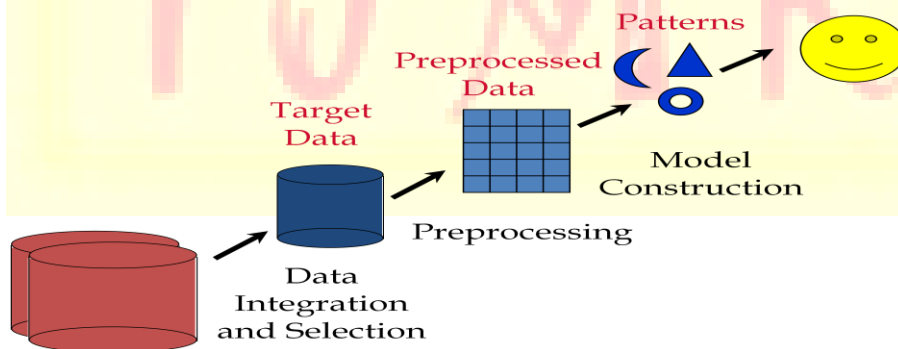 Patterns
Preprocessed
Data
Target
Data
Model
Construction
Preprocessing
Data
Integration
and Selection